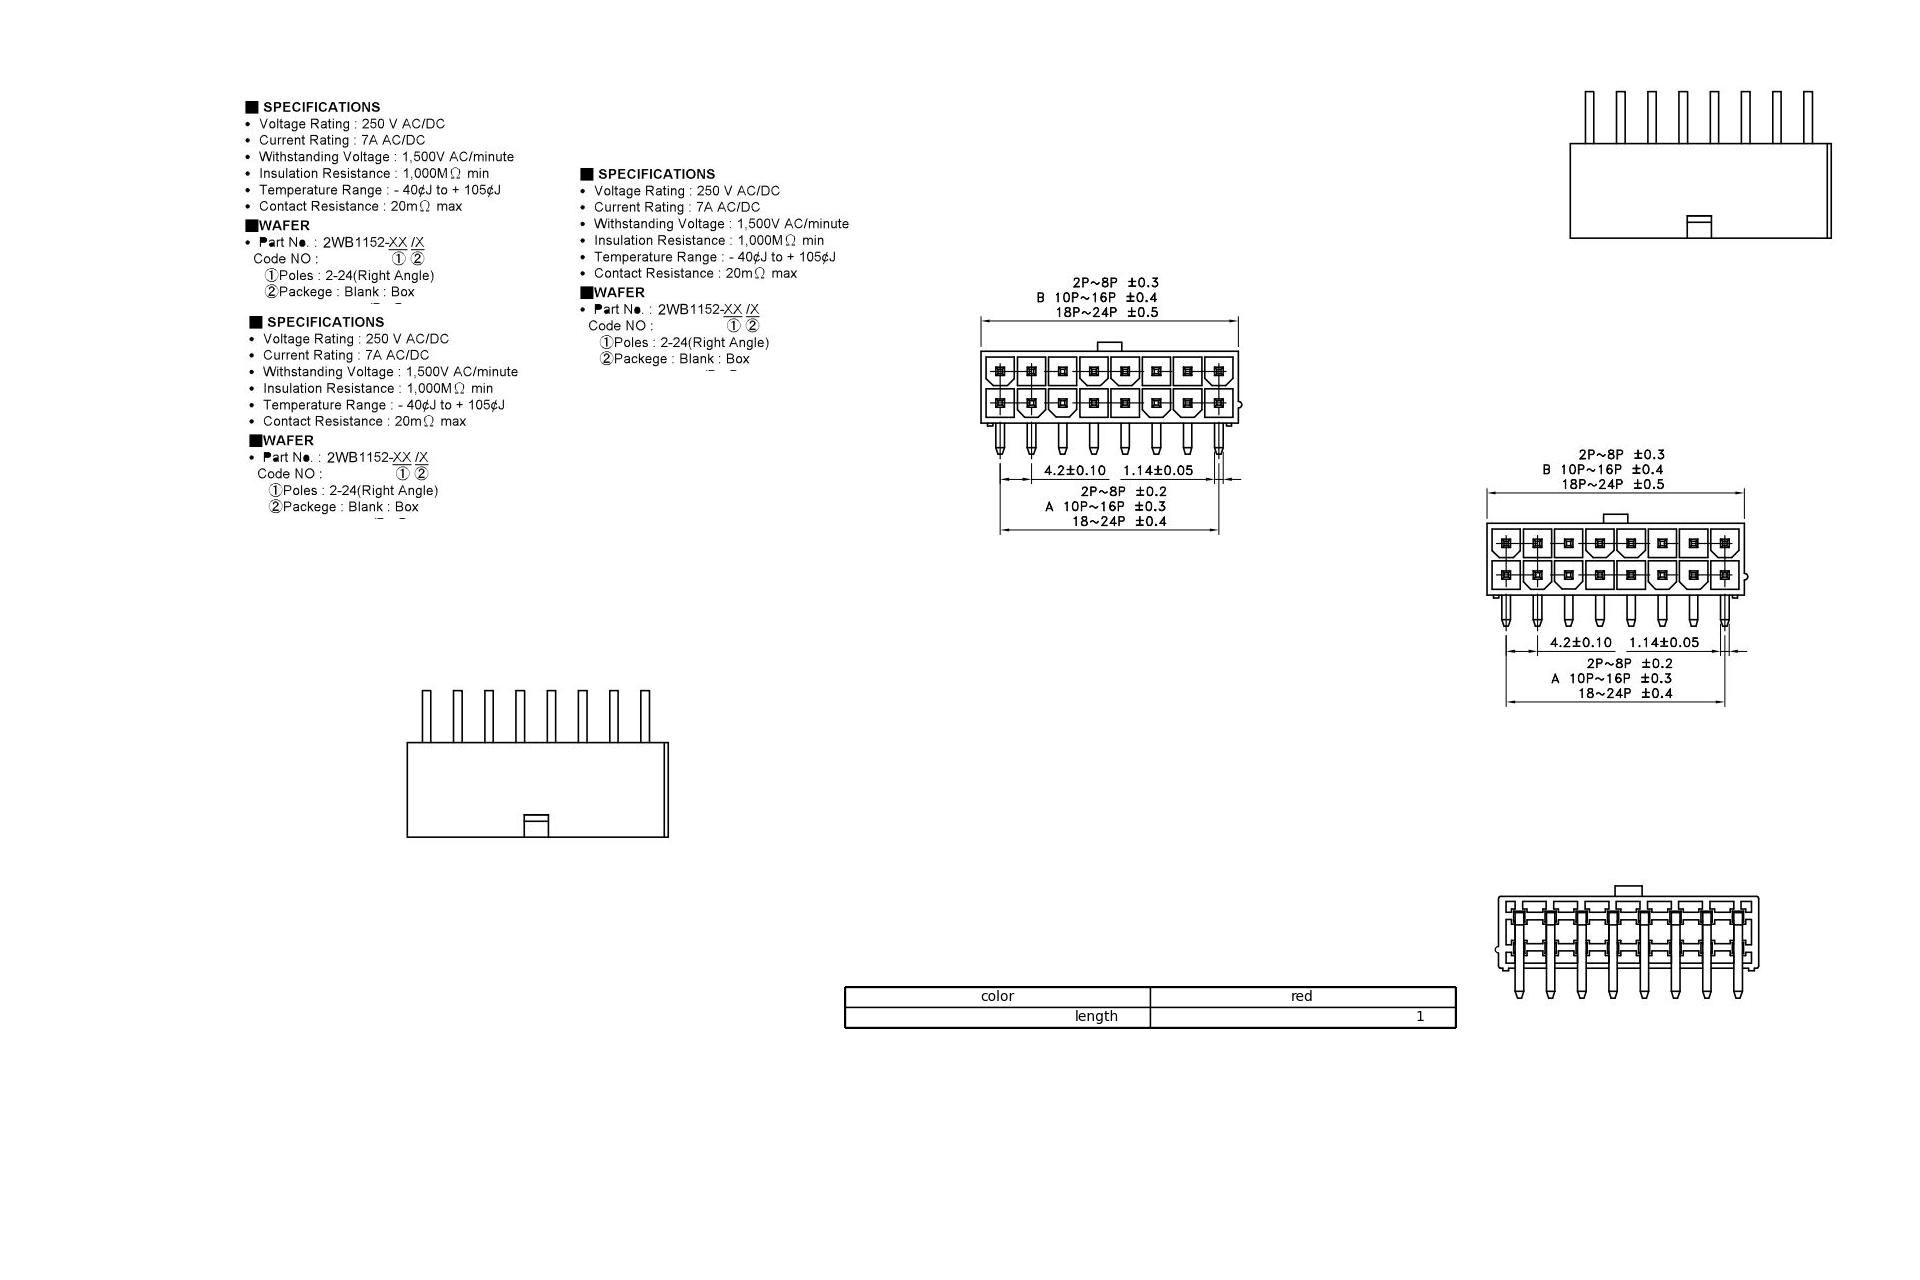 ■ SPECIFICATIONS
• Voltage Rating : 250 V AC/DC
• Current Rating : 7A AC/DC
• Withstanding Voltage : 1,500V AC/minute
• Insulation Resistance : 1,000MΩ min
• Temperature Range : - 40¢J to + 105¢J
• Contact Resistance : 20mΩ max
■WAFER
• Part No. : 2WB1152-XX /X
Code NO : ① ②
①Poles : 2-24(Right Angle)
②Packege : Blank : Box
■ SPECIFICATIONS
• Voltage Rating : 250 V AC/DC
• Current Rating : 7A AC/DC
• Withstanding Voltage : 1,500V AC/minute
• Insulation Resistance : 1,000MΩ min
• Temperature Range : - 40¢J to + 105¢J
• Contact Resistance : 20mΩ max
■WAFER
• Part No. : 2WB1152-XX /X
Code NO : ① ②
①Poles : 2-24(Right Angle)
②Packege : Blank : Box
■ SPECIFICATIONS
• Voltage Rating : 250 V AC/DC
• Current Rating : 7A AC/DC
• Withstanding Voltage : 1,500V AC/minute
• Insulation Resistance : 1,000MΩ min
• Temperature Range : - 40¢J to + 105¢J
• Contact Resistance : 20mΩ max
■WAFER
• Part No. : 2WB1152-XX /X
Code NO : ① ②
①Poles : 2-24(Right Angle)
②Packege : Blank : Box
2P~8P ±0.3
B 10P~16P ±0.4
18P~24P ±0.5
4.2±0.10 1.14±0.05
2P~8P ±0.2
A 10P~16P ±0.3
18~24P ±0.4
2P~8P ±0.3
B 10P~16P ±0.4
18P~24P ±0.5
4.2±0.10 1.14±0.05
2P~8P ±0.2
A 10P~16P ±0.3
18~24P ±0.4
color red
length 1